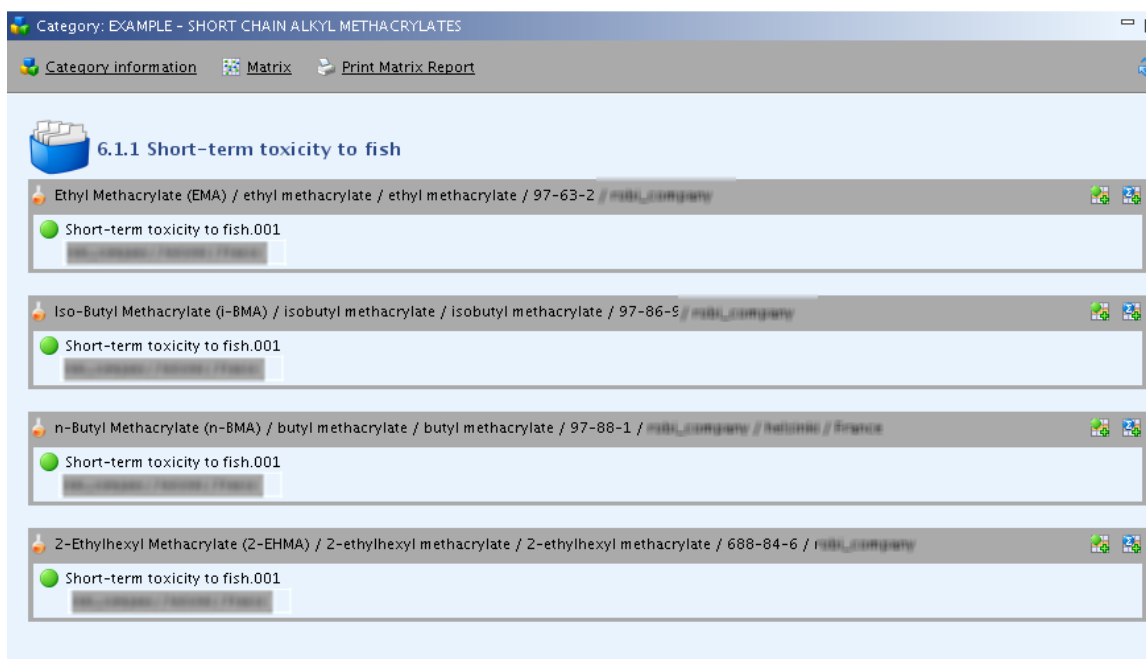 Category: EXAMPLE - SHORT CHAIN ALKYL METHACRYLATES
Category information Matrix Print Matrix Report
6.1.1 Short-term toxicity to fish
Ethyl Methacrylate (EMA) / ethyl methacrylate / ethyl methacrylate / 97-63-2
Short-term toxicity to fish.001
Iso-Butyl Methacrylate (i-BMA) / isobutyl methacrylate / isobutyl methacrylate / 97-86-9
Short-term toxicity to fish.001
n-Butyl Methacrylate (n-BMA) / butyl methacrylate / butyl methacrylate / 97-88-1 /
Short-term toxicity to fish.001
2-Ethylhexyl Methacrylate (2-EHMA) / 2-ethylhexyl methacrylate / 2-ethylhexyl methacrylate / 688-84-6 /
Short-term toxicity to fish.001